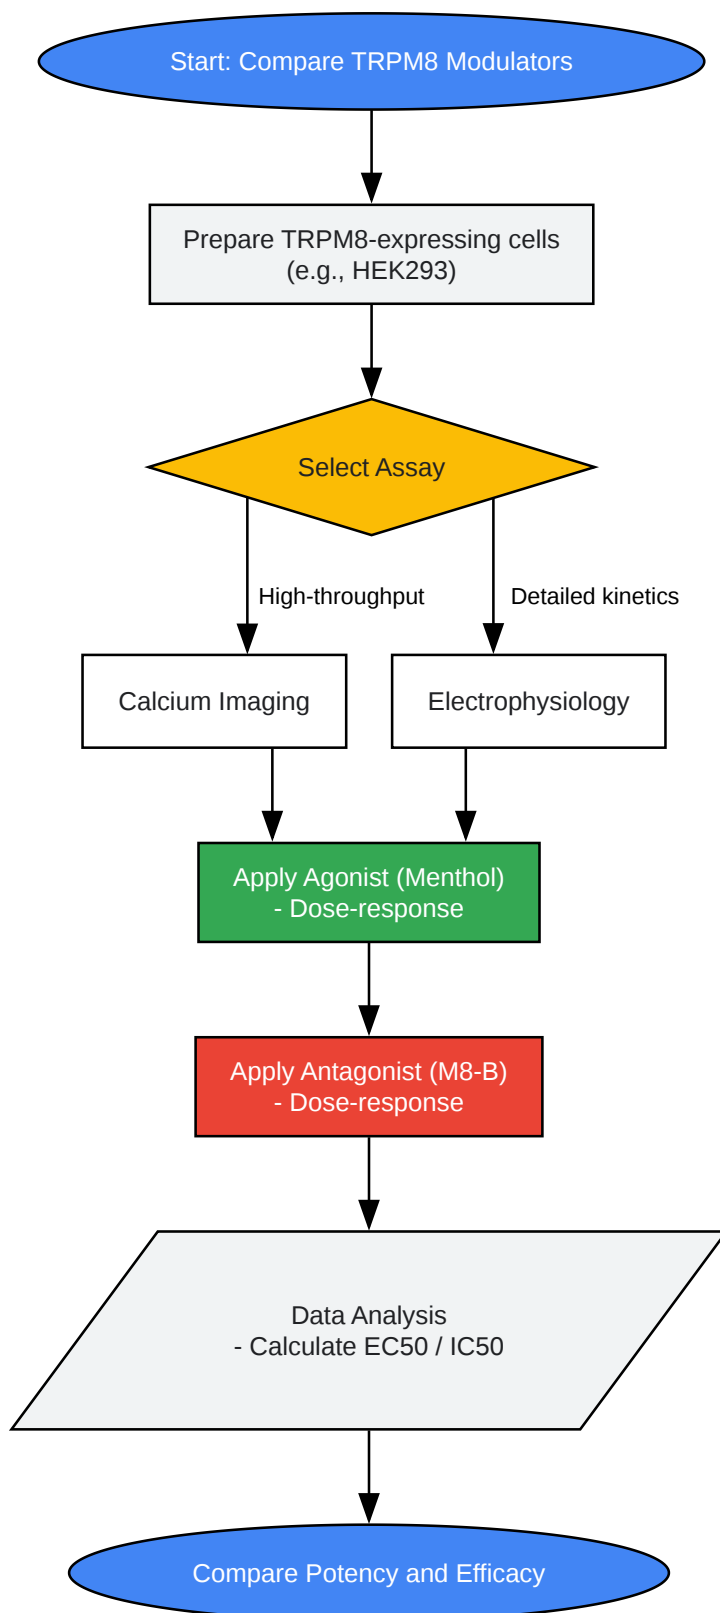 Start: Compare TRPM8 Modulators
Prepare TRPM8-expressing cells
(e.g., HEK293)
Select Assay
High-throughput
Detailed kinetics
Calcium Imaging
Electrophysiology
Apply Agonist (Menthol)
- Dose-response
Apply Antagonist (M8-B)
- Dose-response
Data Analysis
- Calculate EC50 / IC50
Compare Potency and Efficacy